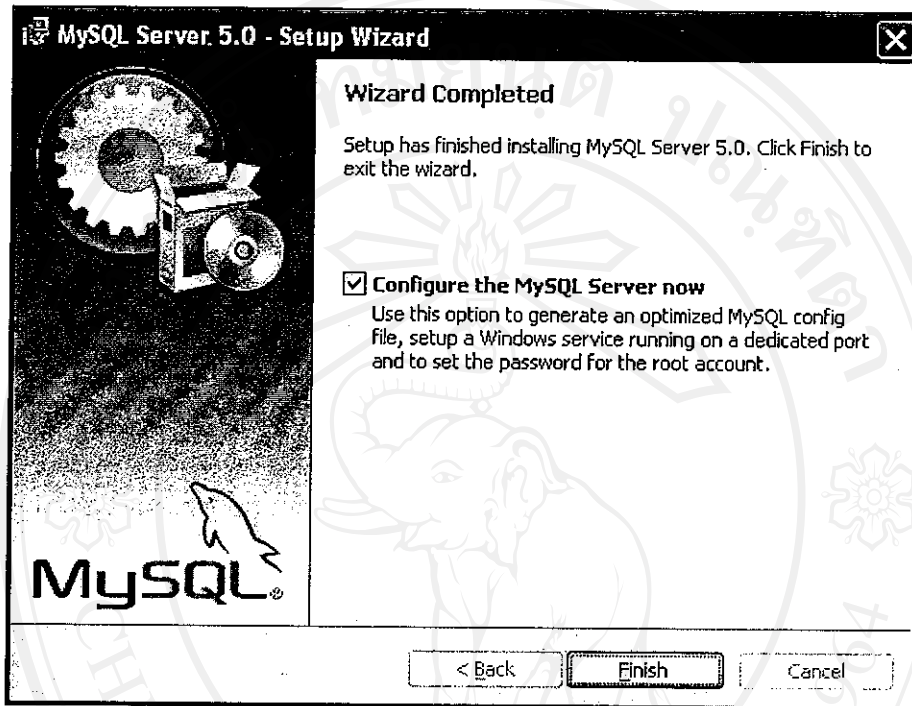 MySQL Server 5.0 - Setup Wizard
Wizard Completed
Setup has finished installing MySQL Server 5.0. Click Finish to
exit the wizard.
Configure the MySQL Server now
Use this option to generate an optimized MySQL config
file, setup a Windows service running on a dedicated port
and to set the password for the root account.
MySQL®
< Back
Finish
Cancel